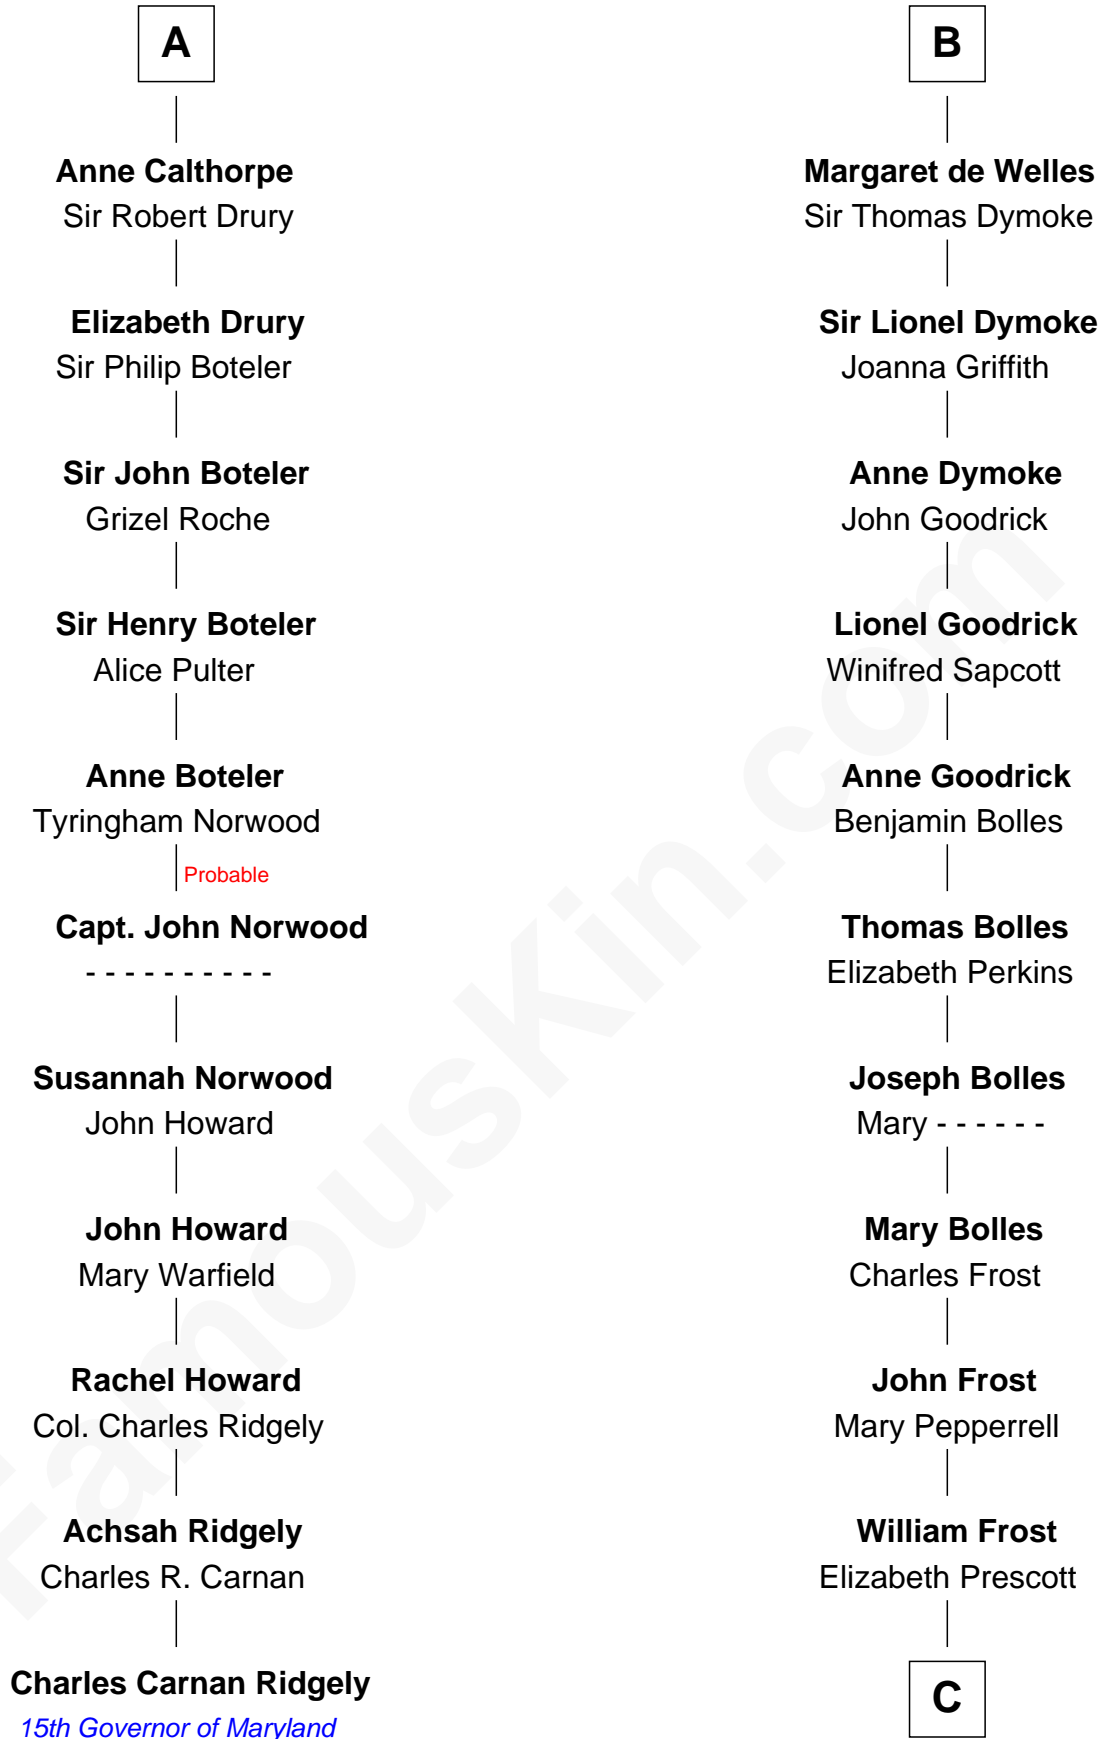 A
Anne Calthorpe
Sir Robert Drury
Elizabeth Drury
Sir Philip Boteler
Sir John Boteler
Grizel Roche
Sir Henry Boteler
Alice Pulter
Anne Boteler
Tyringham Norwood
Probable
Capt. John Norwood
- - - - - - - - - -
Susannah Norwood
John Howard
John Howard
Mary Warfield
Rachel Howard
Col. Charles Ridgely
Achsah Ridgely
Charles R. Carnan
Charles Carnan Ridgely
15th Governor of Maryland
B
Margaret de Welles
Sir Thomas Dymoke
Sir Lionel Dymoke
Joanna Griffith
Anne Dymoke
John Goodrick
Lionel Goodrick
Winifred Sapcott
Anne Goodrick
Benjamin Bolles
Thomas Bolles
Elizabeth Perkins
Joseph Bolles
Mary - - - - - -
Mary Bolles
Charles Frost
John Frost
Mary Pepperrell
William Frost
Elizabeth Prescott
C
FamousKin.com